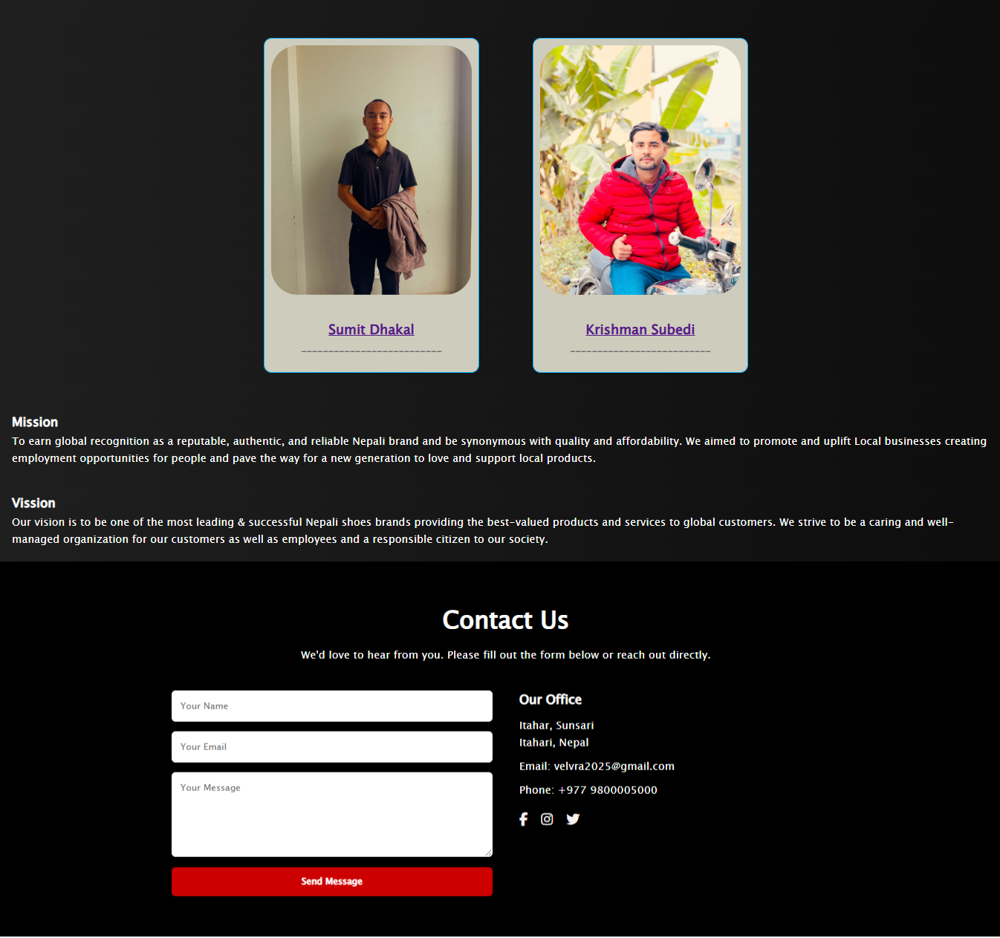 Sumit Dhakal
--------------------------
Krishman Subedi
--------------------------
Mission
To earn global recognition as a reputable, authentic, and reliable Nepali brand and be synonymous with quality and affordability. We aimed to promote and uplift Local businesses creating
employment opportunities for people and pave the way for a new generation to love and support local products.
Vission
Our vision is to be one of the most leading & successful Nepali shoes brands providing the best-valued products and services to global customers. We strive to be a caring and well-
managed organization for our customers as well as employees and a responsible citizen to our society.
Contact Us
We'd love to hear from you. Please fill out the form below or reach out directly.
Your Name
Your Email
Your Message
Send Message
Our Office
Itahar, Sunsari
Itahari, Nepal
Email: velvra2025@gmail.com
Phone: +977 9800005000